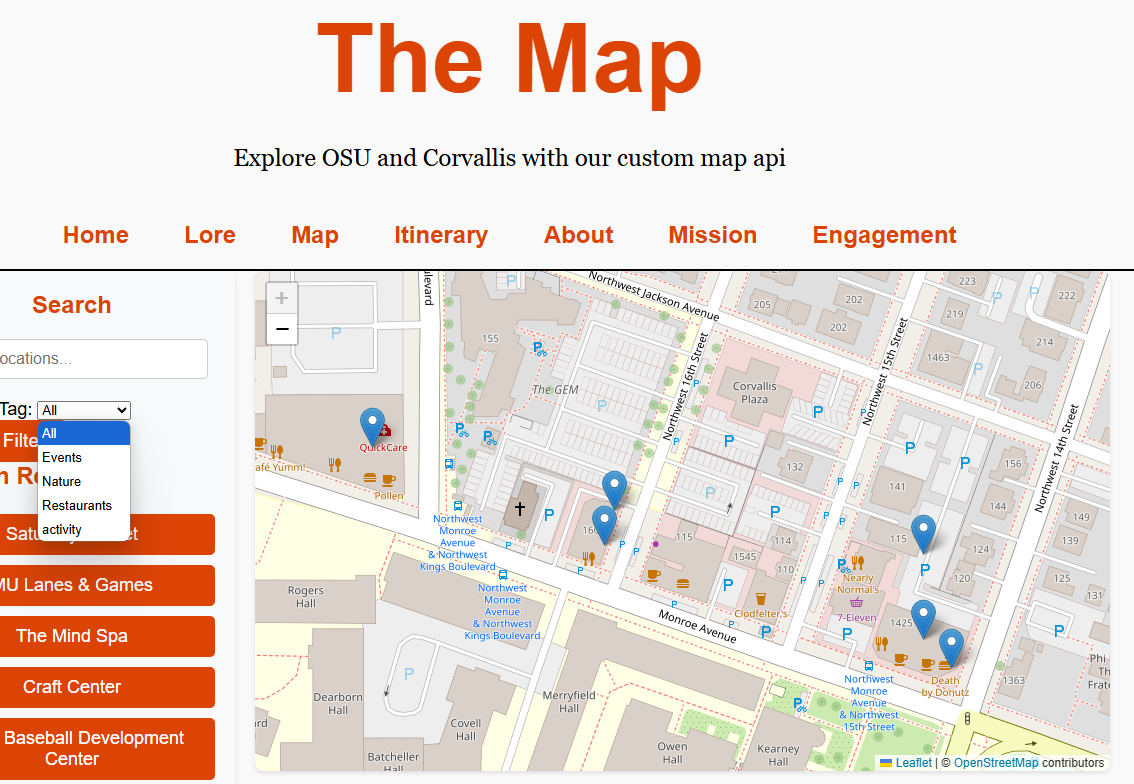 The Map
Explore OSU and Corvallis with our custom map api
Home Lore Map Itinerary About Mission Engagement
Search
ocations...
Tag: All
Filte
All
Events
Nature
Restaurants
activity
n Re
Satu
et
MU Lanes & Games
The Mind Spa
Craft Center
Baseball Development
Center
+
−
Northwest Jackson Avenue
Northwest 16th Street
Northwest 15th Street
Northwest 14th Street
Monroe Avenue
ulevard
155
The GEM
205
202
202
223
219
222
214
1463
206
Corvallis
Plaza
132
141
156
144
149
139
114
115
1545
110
115
124
120
125
131
1425
1363
QuickCare
afé Yumm!
Pollen
Northwest
Monroe
Avenue
& Northwest
Kings Boulevard
Northwest
Monroe
Avenue
& Northwest
Kings Boulevard
Clodfelter's
Nearly
Normal's
7-Eleven
Death
by Donutz
Northwest
Monroe
Avenue
& Northwest
15th Street
Rogers
Hall
Dearborn
Hall
Covell
Hall
Batcheller
Hall
Merryfield
Hall
Owen
Hall
Kearney
Hall
Phi
Th
Frate
ard
Leaflet | © OpenStreetMap contributors